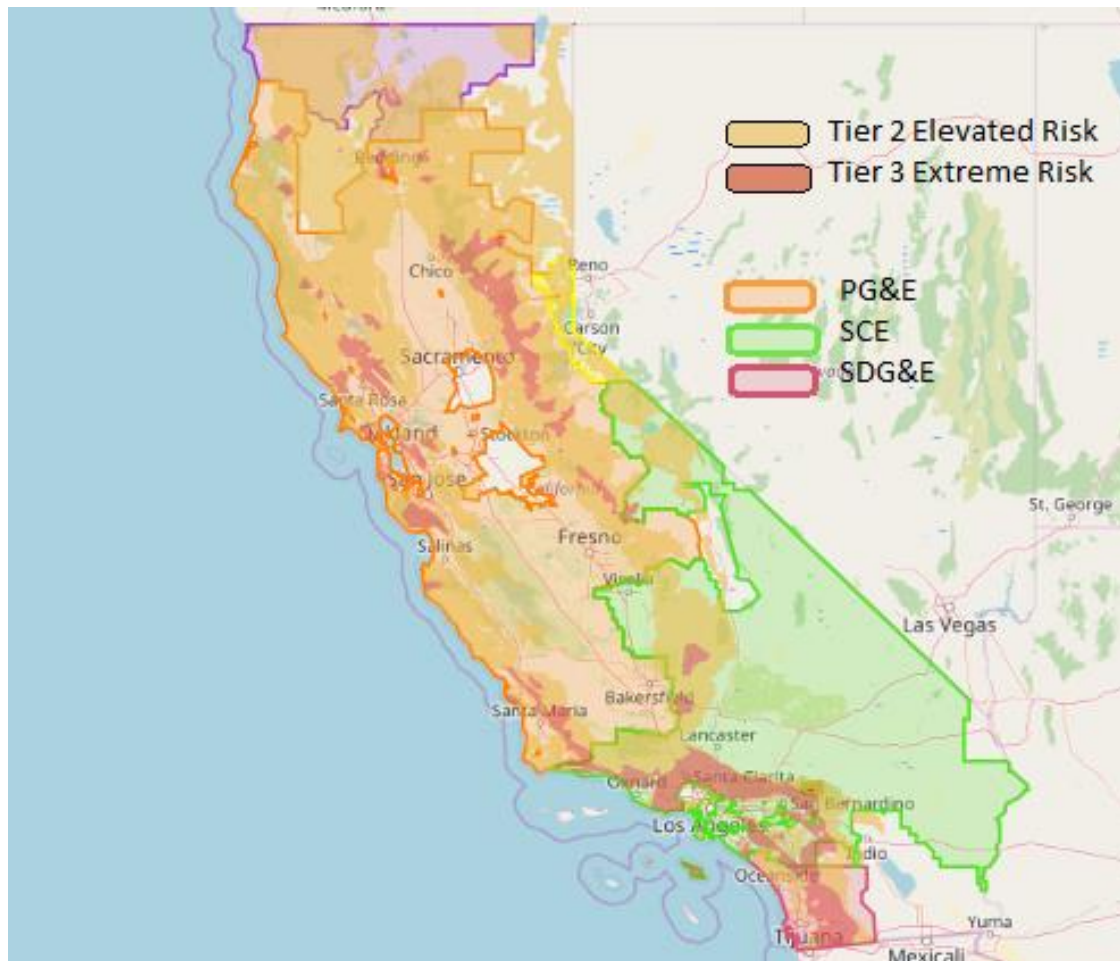 Tier 2 Elevated Risk
Tier 3 Extreme Risk
Redding
Reno
Chico
Carson
City
PG&E
SCE
SDG&E
Sacramento
Santa Rosa
Oakland
Stockton
San Jose
California
St. George
Fresno
Salinas
Visalia
Las Vegas
Bakersfield
Santa Maria
Lancaster
Santa Clarita
Oxnard
San Bernardino
Los Angeles
Indio
Oceanside
Yuma
Tijuana
Mexicali